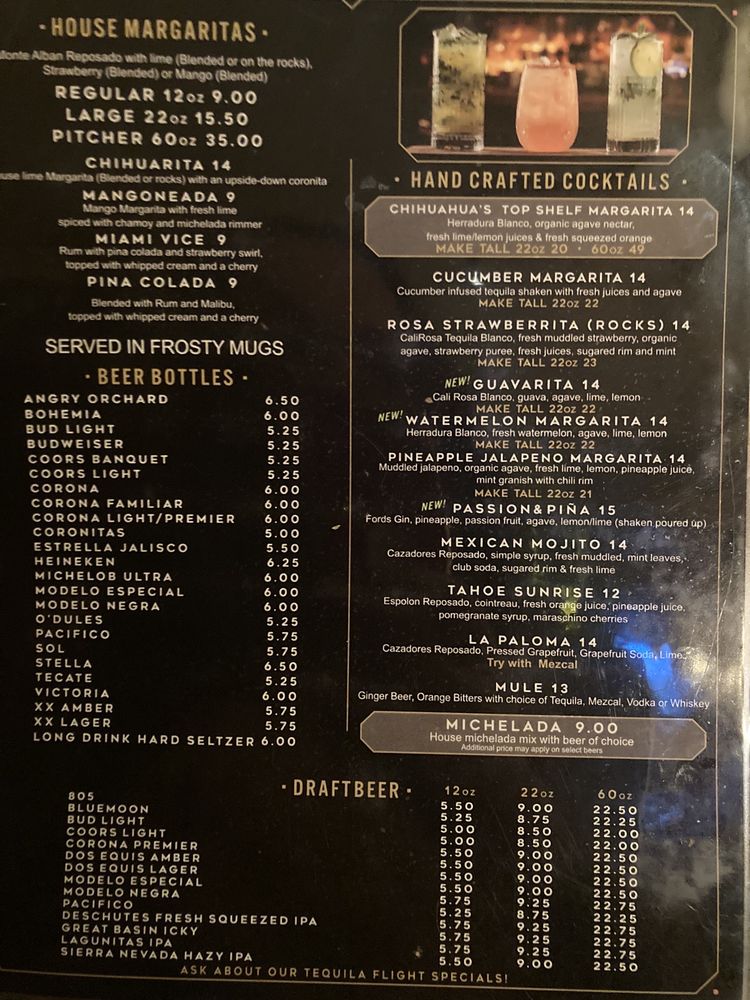 · HOUSE MARGARITAS ·
Monte Alban Reposado with lime (Blended or on the rocks),
Strawberry (Blended) or Mango (Blended)
REGULAR 12oz 9.00
LARGE 22oz 15.50
PITCHER 60oz 35.00
CHIHUARITA 14
use lime Margarita (Blended or rocks) with an upside-down coronita
MANGONEADA 9
Mango Margarita with fresh lime
spiced with chamoy and michelada rimmer
MIAMI VICE 9
Rum with pina colada and strawberry swirl,
topped with whipped cream and a cherry
PINA COLADA 9
Blended with Rum and Malibu,
topped with whipped cream and a cherry
SERVED IN FROSTY MUGS
· BEER BOTTLES ·
ANGRY ORCHARD 6.50
BOHEMIA 6.00
BUD LIGHT 5.25
BUDWEISER 5.25
COORS BANQUET 5.25
COORS LIGHT 5.25
CORONA 6.00
CORONA FAMILIAR 6.00
CORONA LIGHT/PREMIER 6.00
CORONITAS 5.00
ESTRELLA JALISCO 5.50
HEINEKEN 6.25
MICHELOB ULTRA 6.00
MODELO ESPECIAL 6.00
MODELO NEGRA 6.00
O'DULES 5.25
PACIFICO 5.75
SOL 5.75
STELLA 6.50
TECATE 5.25
VICTORIA 6.00
XX AMBER 5.75
XX LAGER 5.75
LONG DRINK HARD SELTZER 6.00
· HAND CRAFTED COCKTAILS ·
CHIHUAHUA'S TOP SHELF MARGARITA 14
Herradura Blanco, organic agave nectar,
fresh lime/lemon juices & fresh squeezed orange
MAKE TALL 22oz 20 · 60oz 49
CUCUMBER MARGARITA 14
Cucumber infused tequila shaken with fresh juices and agave
MAKE TALL 22oz 22
ROSA STRAWBERRITA (ROCKS) 14
CaliRosa Tequila Blanco, fresh muddled strawberry, organic
agave, strawberry puree, fresh juices, sugared rim and mint
MAKE TALL 22oz 23
NEW! GUAVARITA 14
Cali Rosa Blanco, guava, agave, lime, lemon
MAKE TALL 22oz 22
NEW! WATERMELON MARGARITA 14
Herradura Blanco, fresh watermelon, agave, lime, lemon
MAKE TALL 22oz 22
PINEAPPLE JALAPENO MARGARITA 14
Muddled jalapeno, organic agave, fresh lime, lemon, pineapple juice,
mint granish with chili rim
MAKE TALL 22oz 21
NEW! PASSION&PIÑA 15
Fords Gin, pineapple, passion fruit, agave, lemon/lime (shaken poured up)
MEXICAN MOJITO 14
Cazadores Reposado, simple syrup, fresh muddled, mint leaves,
club soda, sugared rim & fresh lime
TAHOE SUNRISE 12
Espolon Reposado, cointreau, fresh orange juice, pineapple juice,
pomegranate syrup, maraschino cherries
LA PALOMA 14
Cazadores Reposado, Pressed Grapefruit, Grapefruit Soda, Lime
Try with Mezcal
MULE 13
Ginger Beer, Orange Bitters with choice of Tequila, Mezcal, Vodka or Whiskey
MICHELADA 9.00
House michelada mix with beer of choice
Additional price may apply on select beers
· DRAFTBEER · 12oz 22oz 60oz
805 5.50 9.00 22.50
BLUEMOON 5.25 8.75 22.25
BUD LIGHT 5.00 8.50 22.00
COORS LIGHT 5.00 8.50 22.00
CORONA PREMIER 5.50 9.00 22.50
DOS EQUIS AMBER 5.50 9.00 22.50
DOS EQUIS LAGER 5.50 9.00 22.50
MODELO ESPECIAL 5.50 9.00 22.50
MODELO NEGRA 5.75 9.25 22.75
PACIFICO 5.25 8.75 22.25
DESCHUTES FRESH SQUEEZED IPA 5.75 9.25 22.75
GREAT BASIN ICKY 5.75 9.25 22.75
LAGUNITAS IPA 5.75 9.25 22.75
SIERRA NEVADA HAZY IPA 5.50 9.00 22.50
ASK ABOUT OUR TEQUILA FLIGHT SPECIALS!